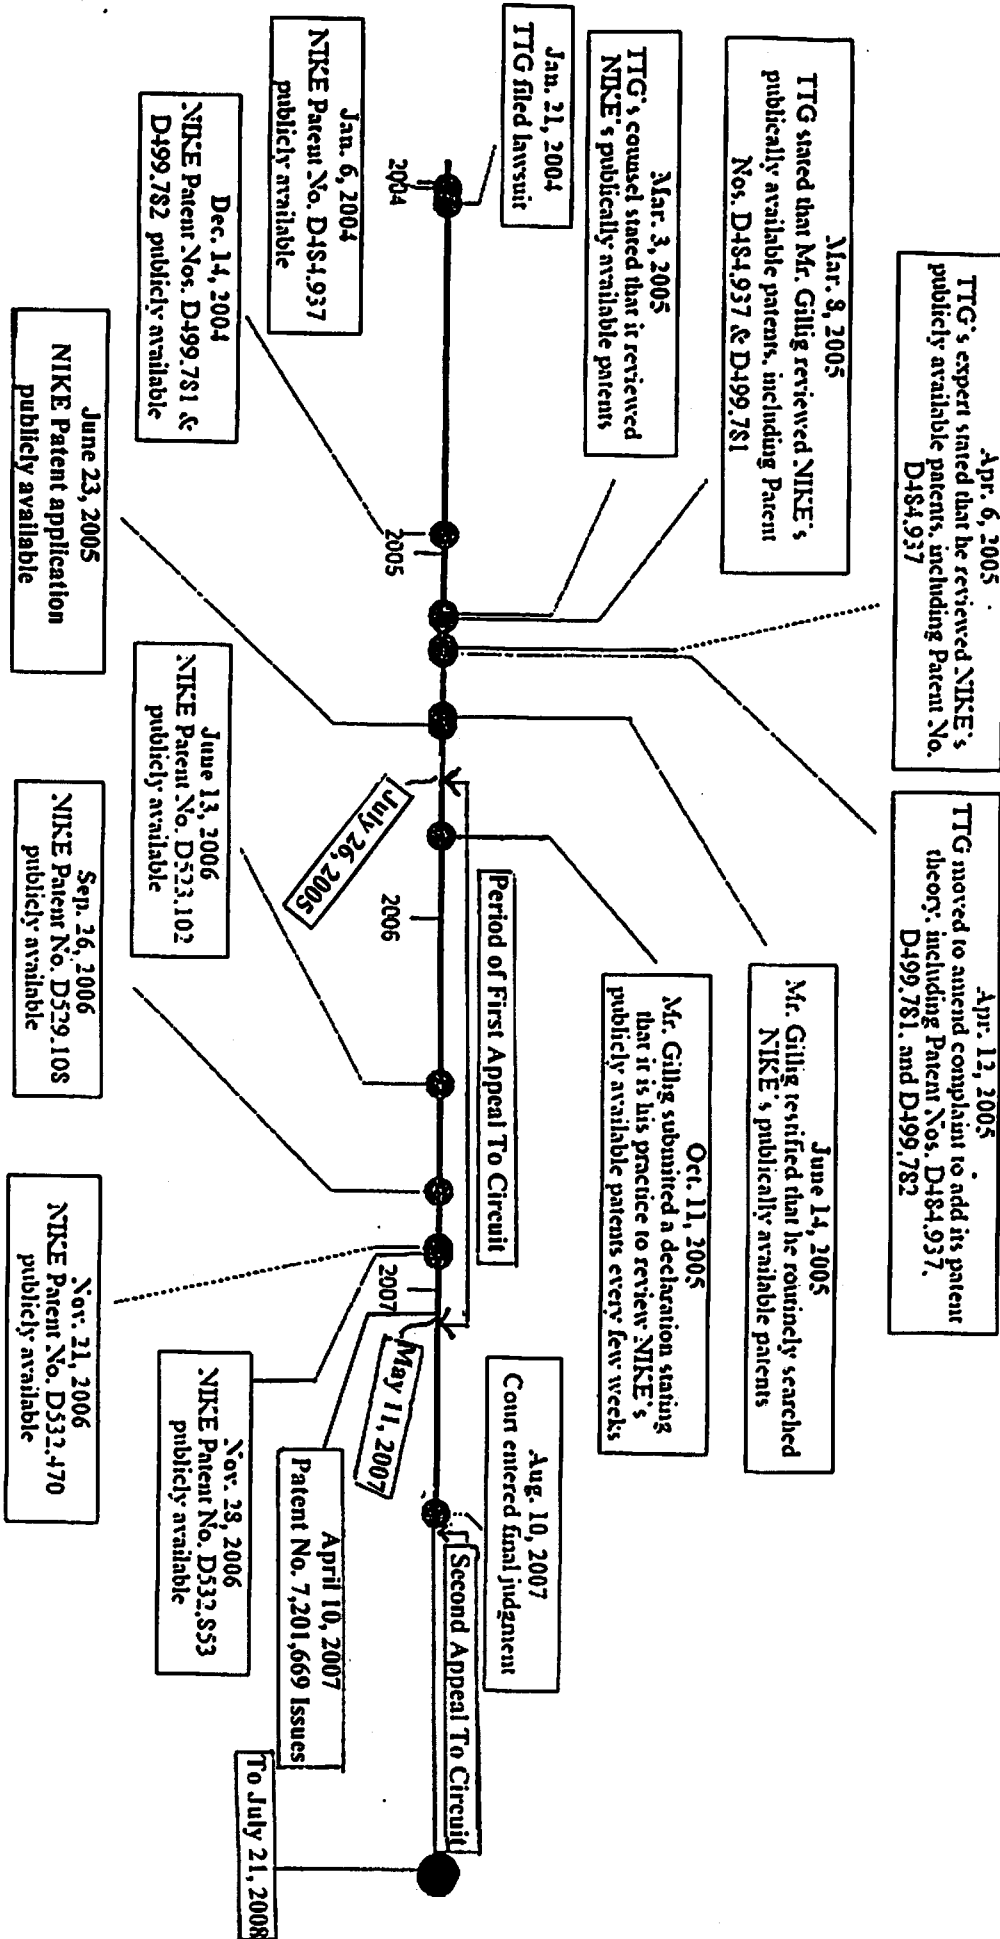 Apr. 6, 2005
TTG's expert stated that he reviewed NIKE's
publicly available patents, including Patent No.
D484,937
Apr. 12, 2005
TTG moved to amend complaint to add its patent
theory, including Patent Nos. D484,937,
D499,781, and D499,782
Mar. 8, 2005
TTG stated that Mr. Gillig reviewed NIKE's
publically available patents, including Patent
Nos. D484,937 & D499,781
June 14, 2005
Mr. Gillig testified that he routinely searched
NIKE's publically available patents
Mar. 3, 2005
TTG's counsel stated that it reviewed
NIKE's publically available patents
Oct. 11, 2005
Mr. Gillig submitted a declaration stating
that it is his practice to review NIKE's
publicly available patents every few weeks
Jan. 21, 2004
TTG filed lawsuit
Period of First Appeal To Circuit
Aug. 10, 2007
Court entered final judgment
Second Appeal To Circuit
2004
2005
2006
2007
July 26, 2005
May 11, 2007
Jan. 6, 2004
NIKE Patent No. D484,937
publicly available
April 10, 2007
Patent No. 7,201,669 Issues
To July 21, 2008
Dec. 14, 2004
NIKE Patent Nos. D499,781 &
D499,782 publicly available
June 13, 2006
NIKE Patent No. D523,102
publicly available
Nov. 28, 2006
NIKE Patent No. D532,853
publicly available
June 23, 2005
NIKE Patent application
publicly available
Sep. 26, 2006
NIKE Patent No. D529,108
publicly available
Nov. 21, 2006
NIKE Patent No. D532,470
publicly available